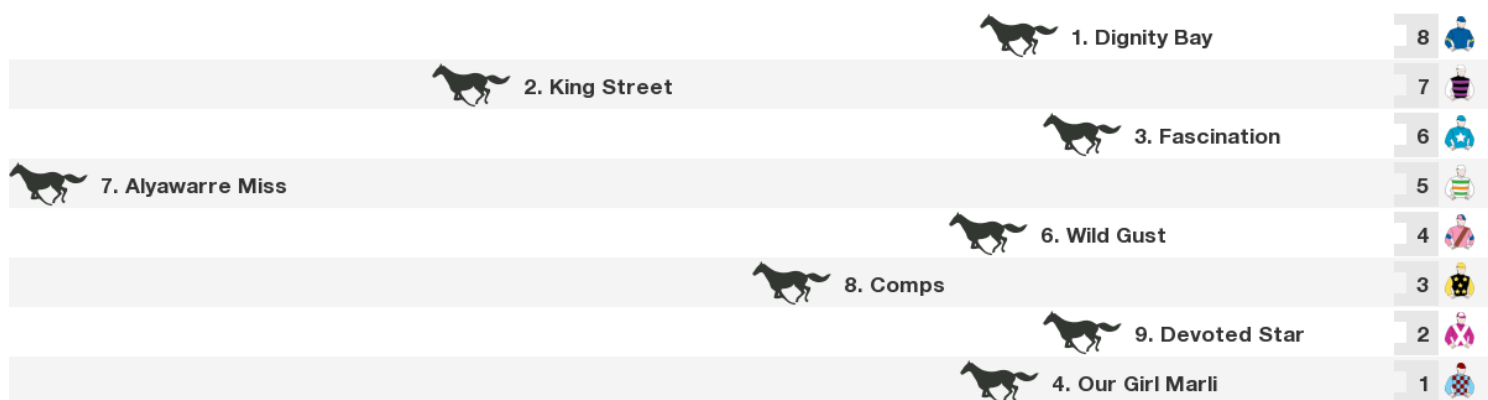 1. Dignity Bay 8
2. King Street 7
3. Fascination 6
7. Alyawarre Miss 5
6. Wild Gust 4
8. Comps 3
9. Devoted Star 2
4. Our Girl Marli 1